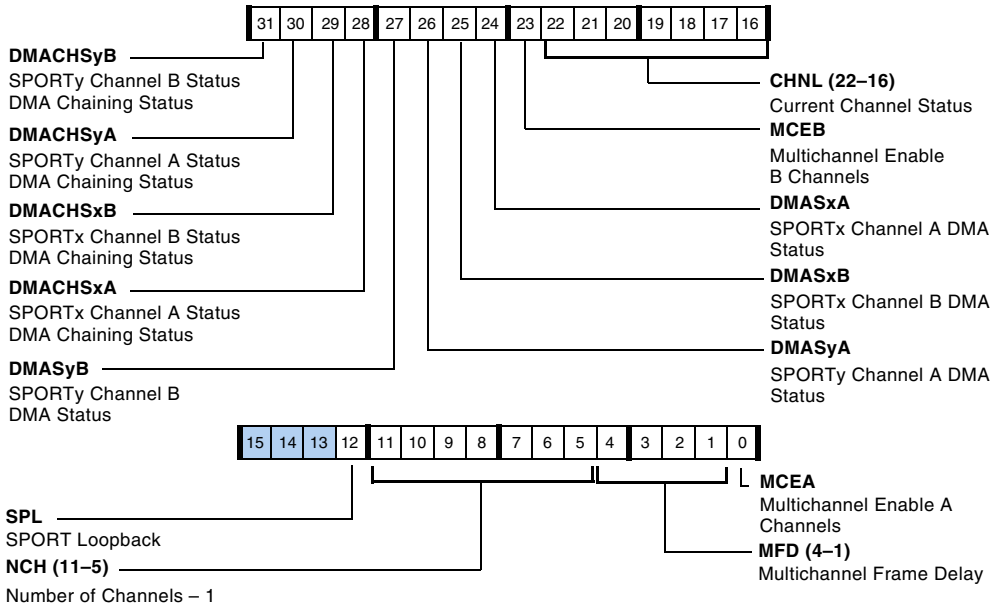 31 30 29 28 27 26 25 24 23 22 21 20 19 18 17 16
DMACHSyB
SPORTy Channel B Status
DMA Chaining Status
DMACHSyA
SPORTy Channel A Status
DMA Chaining Status
DMACHSxB
SPORTx Channel B Status
DMA Chaining Status
DMACHSxA
SPORTx Channel A Status
DMA Chaining Status
DMASyB
SPORTy Channel B
DMA Status
CHNL (22–16)
Current Channel Status
MCEB
Multichannel Enable
B Channels
DMASxA
SPORTx Channel A DMA
Status
DMASxB
SPORTx Channel B DMA
Status
DMASyA
SPORTy Channel A DMA
Status
15 14 13 12 11 10 9 8 7 6 5 4 3 2 1 0
SPL
SPORT Loopback
NCH (11–5)
Number of Channels – 1
MCEA
Multichannel Enable A
Channels
MFD (4–1)
Multichannel Frame Delay